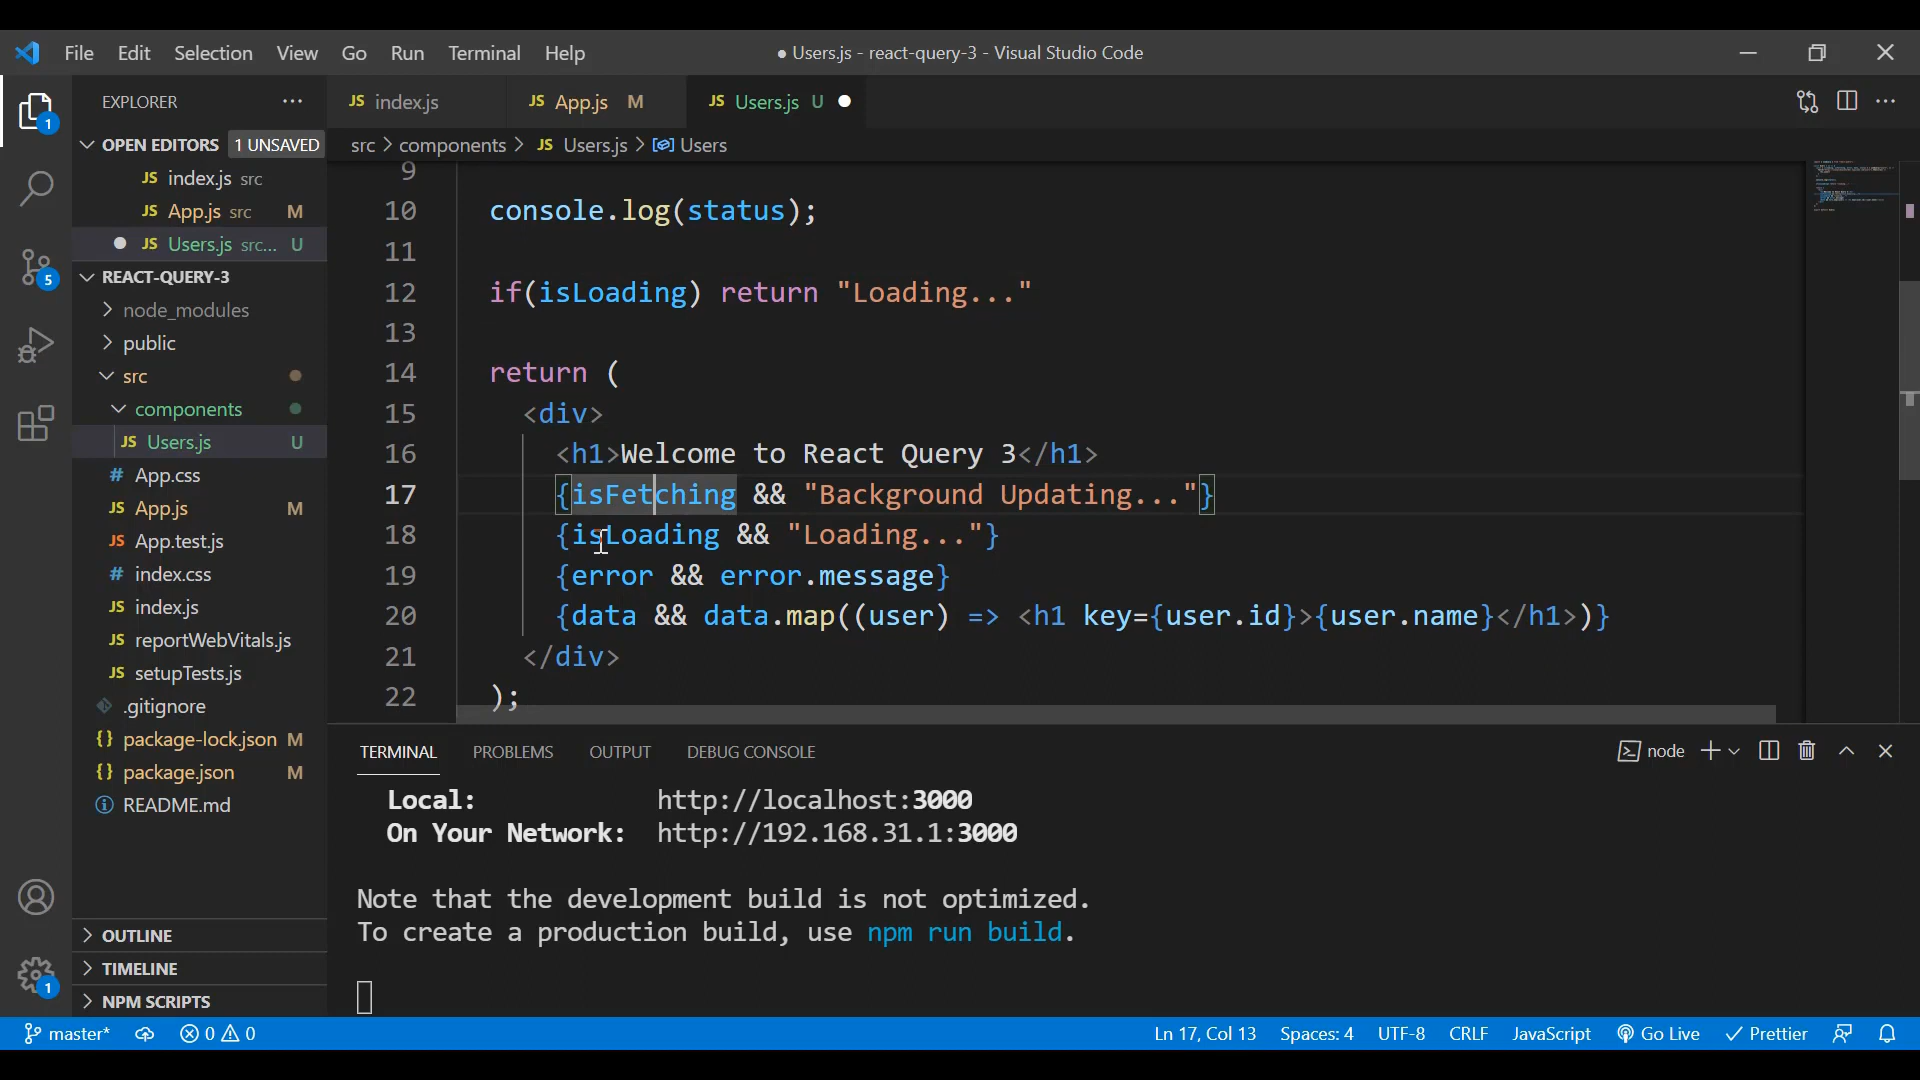 File Edit Selection View Go Run Terminal Help
● Users.js - react-query-3 - Visual Studio Code
EXPLORER ...
JS index.js
JS App.js M
JS Users.js U
OPEN EDITORS 1 UNSAVED
src > components > JS Users.js > Users
JS index.js src
JS App.js src M
JS Users.js src... U
REACT-QUERY-3
node_modules
public
src
components
JS Users.js U
# App.css
JS App.js M
JS App.test.js
# index.css
JS index.js
JS reportWebVitals.js
JS setupTests.js
.gitignore
{} package-lock.json M
{} package.json M
README.md
OUTLINE
TIMELINE
NPM SCRIPTS
1
5
1
9
10 console.log(status);
11
12 if(isLoading) return "Loading..."
13
14 return (
15 <div>
16 <h1>Welcome to React Query 3</h1>
17 {isFetching && "Background Updating..."}
18 {isLoading && "Loading..."}
19 {error && error.message}
20 {data && data.map((user) => <h1 key={user.id}>{user.name}</h1>)}
21 </div>
22 );
TERMINAL PROBLEMS OUTPUT DEBUG CONSOLE
node
Local: http://localhost:3000
On Your Network: http://192.168.31.1:3000
Note that the development build is not optimized.
To create a production build, use npm run build.
master* 0 0
Ln 17, Col 13 Spaces: 4 UTF-8 CRLF JavaScript Go Live Prettier